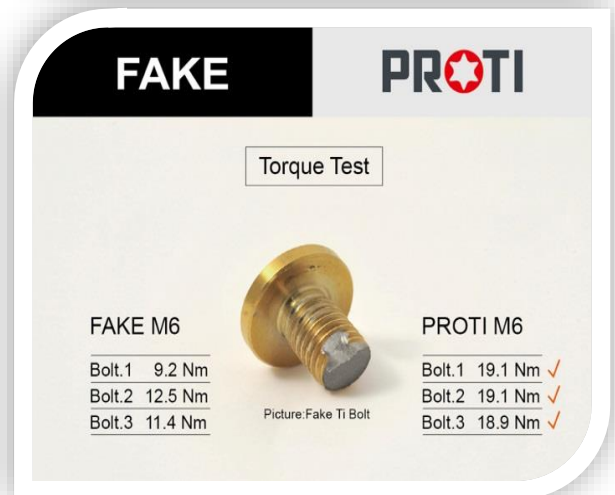 FAKE
PROTI
Torque Test
FAKE M6
Bolt.1 9.2 Nm
Bolt.2 12.5 Nm
Bolt.3 11.4 Nm
Picture:Fake Ti Bolt
PROTI M6
Bolt.1 19.1 Nm ✓
Bolt.2 19.1 Nm ✓
Bolt.3 18.9 Nm ✓